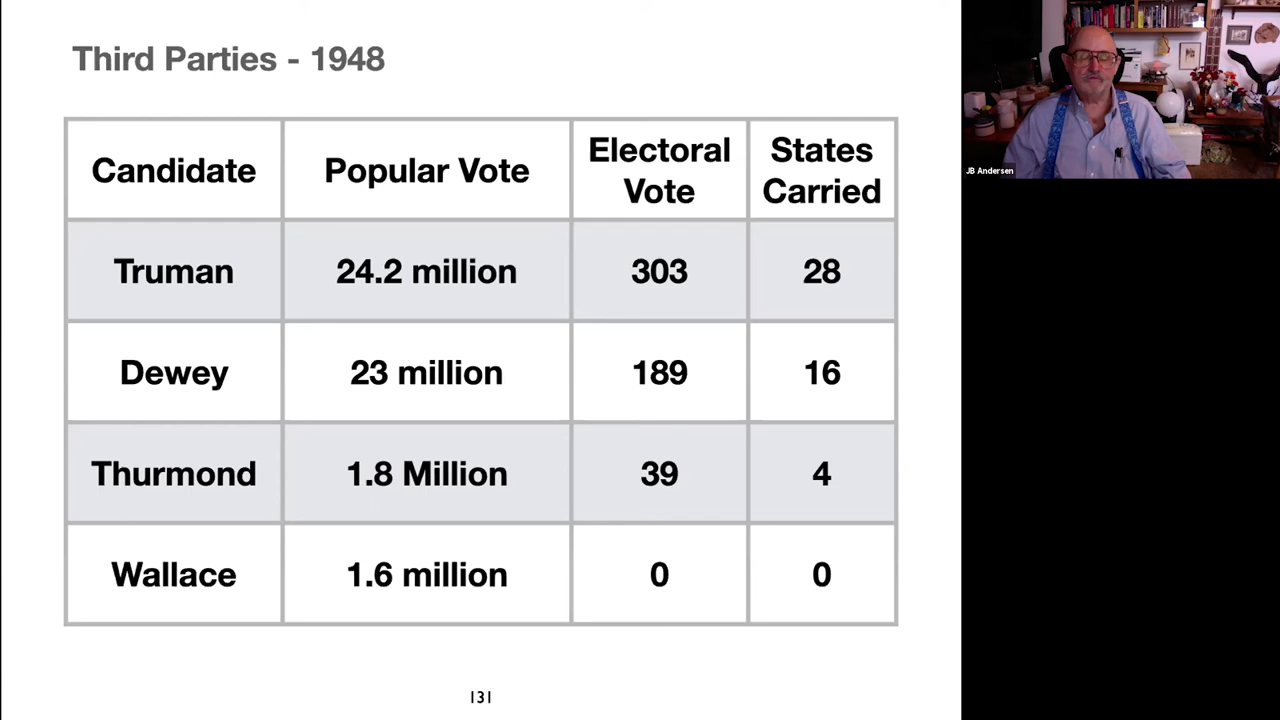 Third Parties - 1948
Candidate
Popular Vote
Electoral
Vote
States
Carried
Truman
24.2 million
303
28
Dewey
23 million
189
16
Thurmond
1.8 Million
39
4
Wallace
1.6 million
0
0
131
JB Andersen